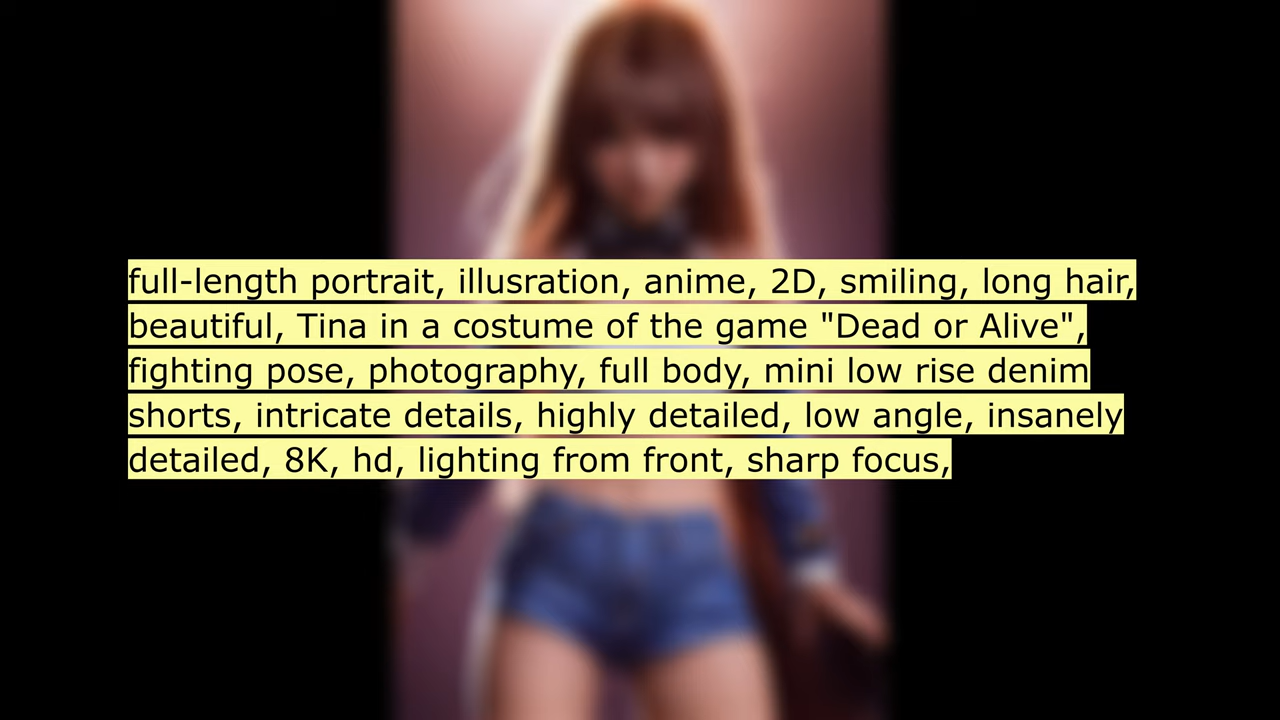 full-length portrait, illusration, anime, 2D, smiling, long hair,
beautiful, Tina in a costume of the game "Dead or Alive",
fighting pose, photography, full body, mini low rise denim
shorts, intricate details, highly detailed, low angle, insanely
detailed, 8K, hd, lighting from front, sharp focus,